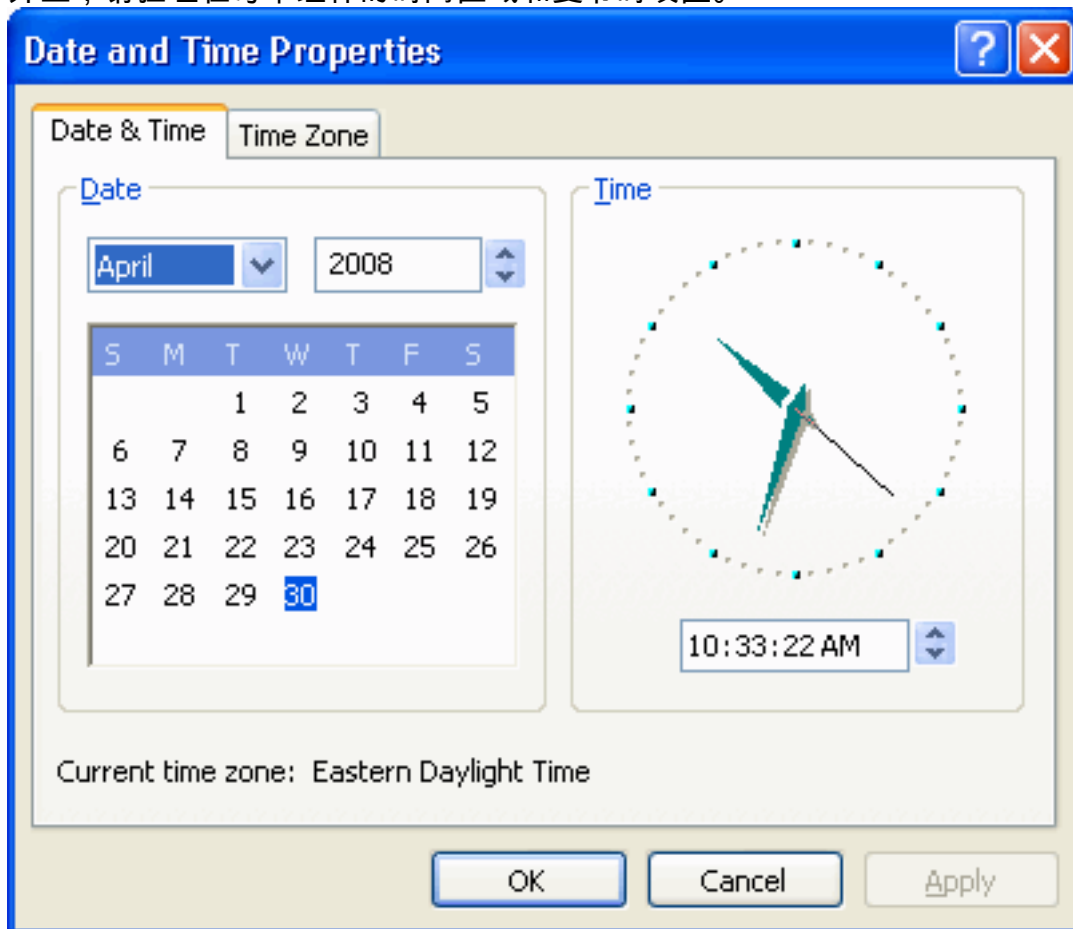 Date and Time Properties
Date & Time
Time Zone
Date
Time
April
2008
S M T W T F S
1 2 3 4 5
6 7 8 9 10 11 12
13 14 15 16 17 18 19
20 21 22 23 24 25 26
27 28 29 30
10:33:22 AM
Current time zone: Eastern Daylight Time
OK
Cancel
Apply